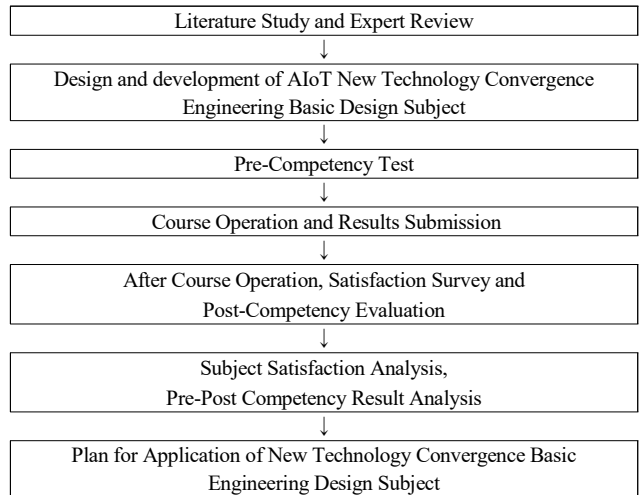 Literature Study and Expert Review
↓
Design and development of AIoT New Technology Convergence
Engineering Basic Design Subject
↓
Pre-Competency Test
↓
Course Operation and Results Submission
↓
After Course Operation, Satisfaction Survey and
Post-Competency Evaluation
↓
Subject Satisfaction Analysis,
Pre-Post Competency Result Analysis
↓
Plan for Application of New Technology Convergence Basic
Engineering Design Subject